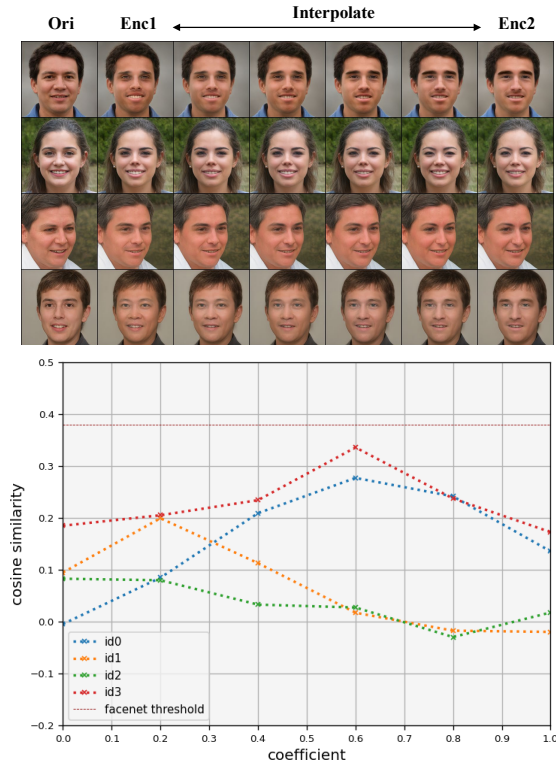 Ori Enc1 Interpolate Enc2
0.5
0.4
0.3
0.2
0.1
0.0
−0.1
−0.2
cosine similarity
id0
id1
id2
id3
facenet threshold
0.0 0.2 0.3 0.4 0.5 0.6 0.7 0.8 0.9 1.0
coefficient